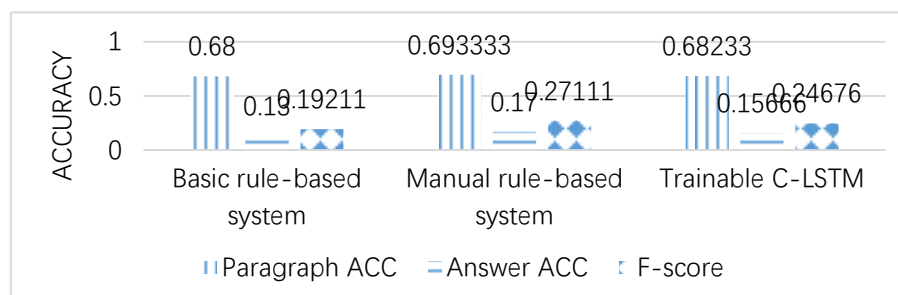 1
0.5
0
ACCURACY
0.68
0.13
0.19211
0.693333
0.17
0.27111
0.68233
0.15666
0.24676
Basic rule-based
system
Manual rule-based
system
Trainable C-LSTM
Paragraph ACC
Answer ACC
F-score